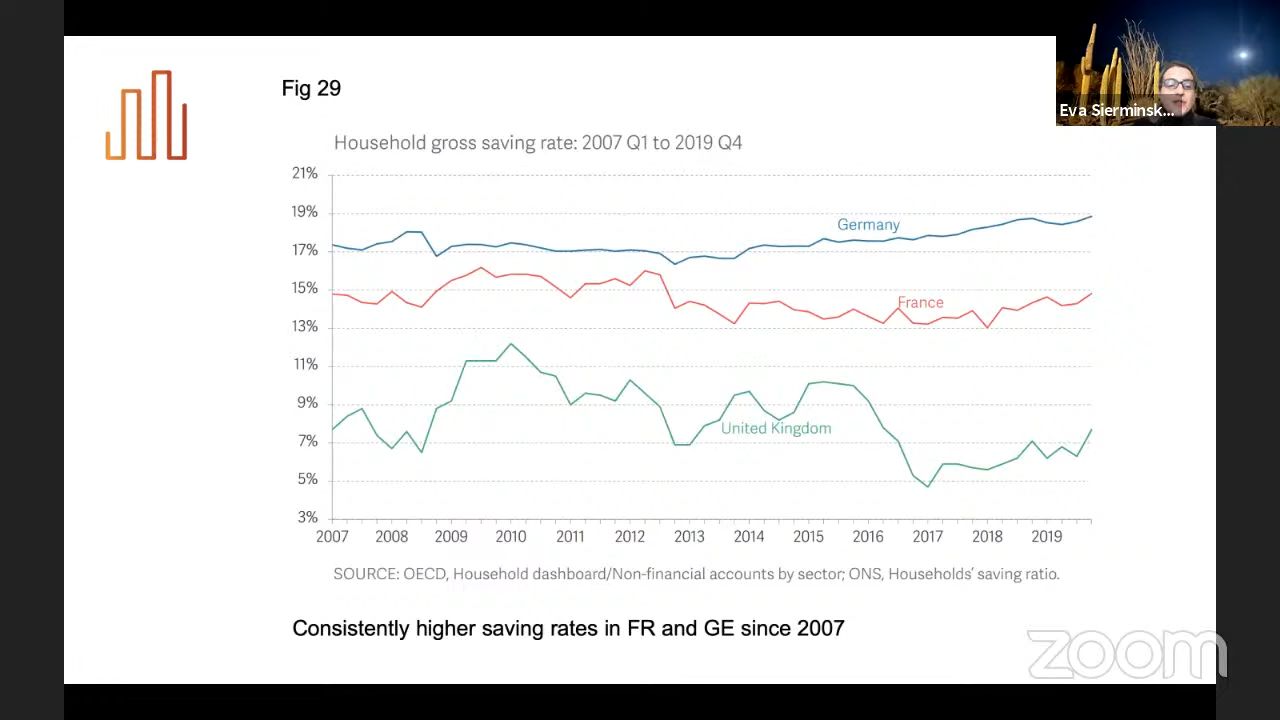 Fig 29
Eva Sierminsk...
Household gross saving rate: 2007 Q1 to 2019 Q4
21%
19%
17%
15%
13%
11%
9%
7%
5%
3%
Germany
France
United Kingdom
2007 2008 2009 2010 2011 2012 2013 2014 2015 2016 2017 2018 2019
SOURCE: OECD, Household dashboard/Non-financial accounts by sector; ONS, Households' saving ratio.
Consistently higher saving rates in FR and GE since 2007
zoom